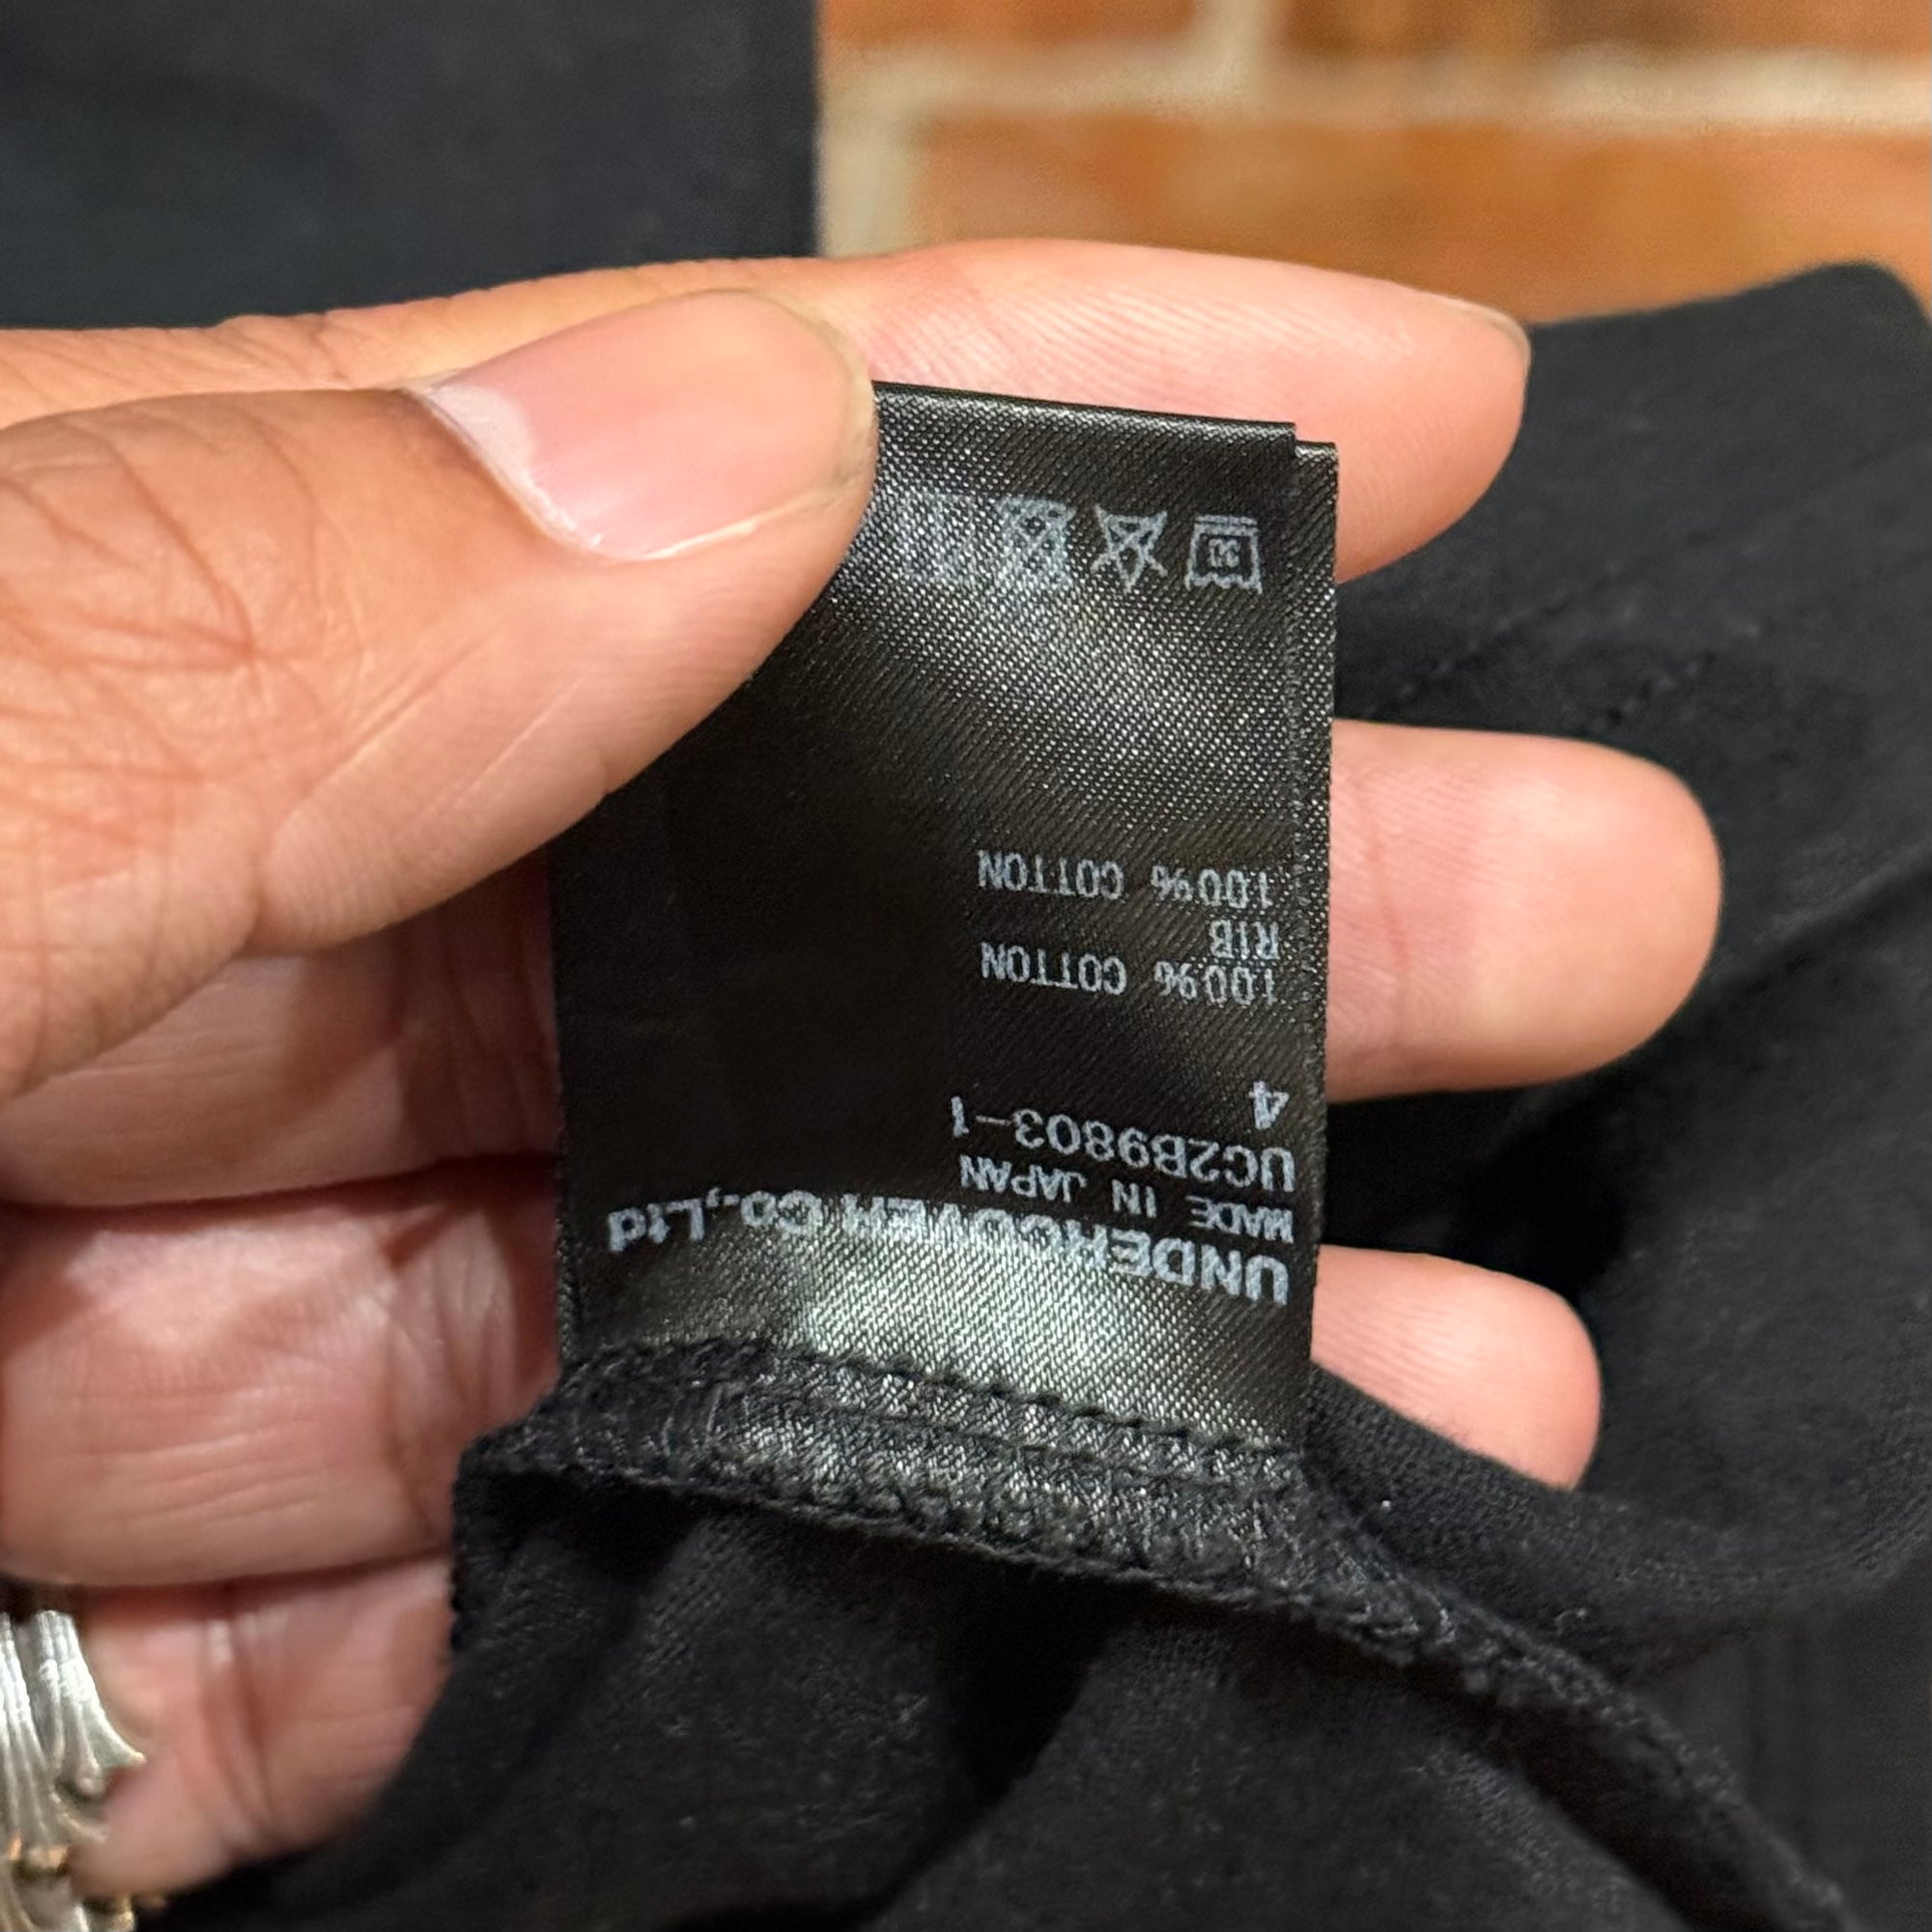 UNDERCOVER Co.,Ltd
MADE IN JAPAN
UC2B9803-1
4
100% COTTON
RIB
100% COTTON
30